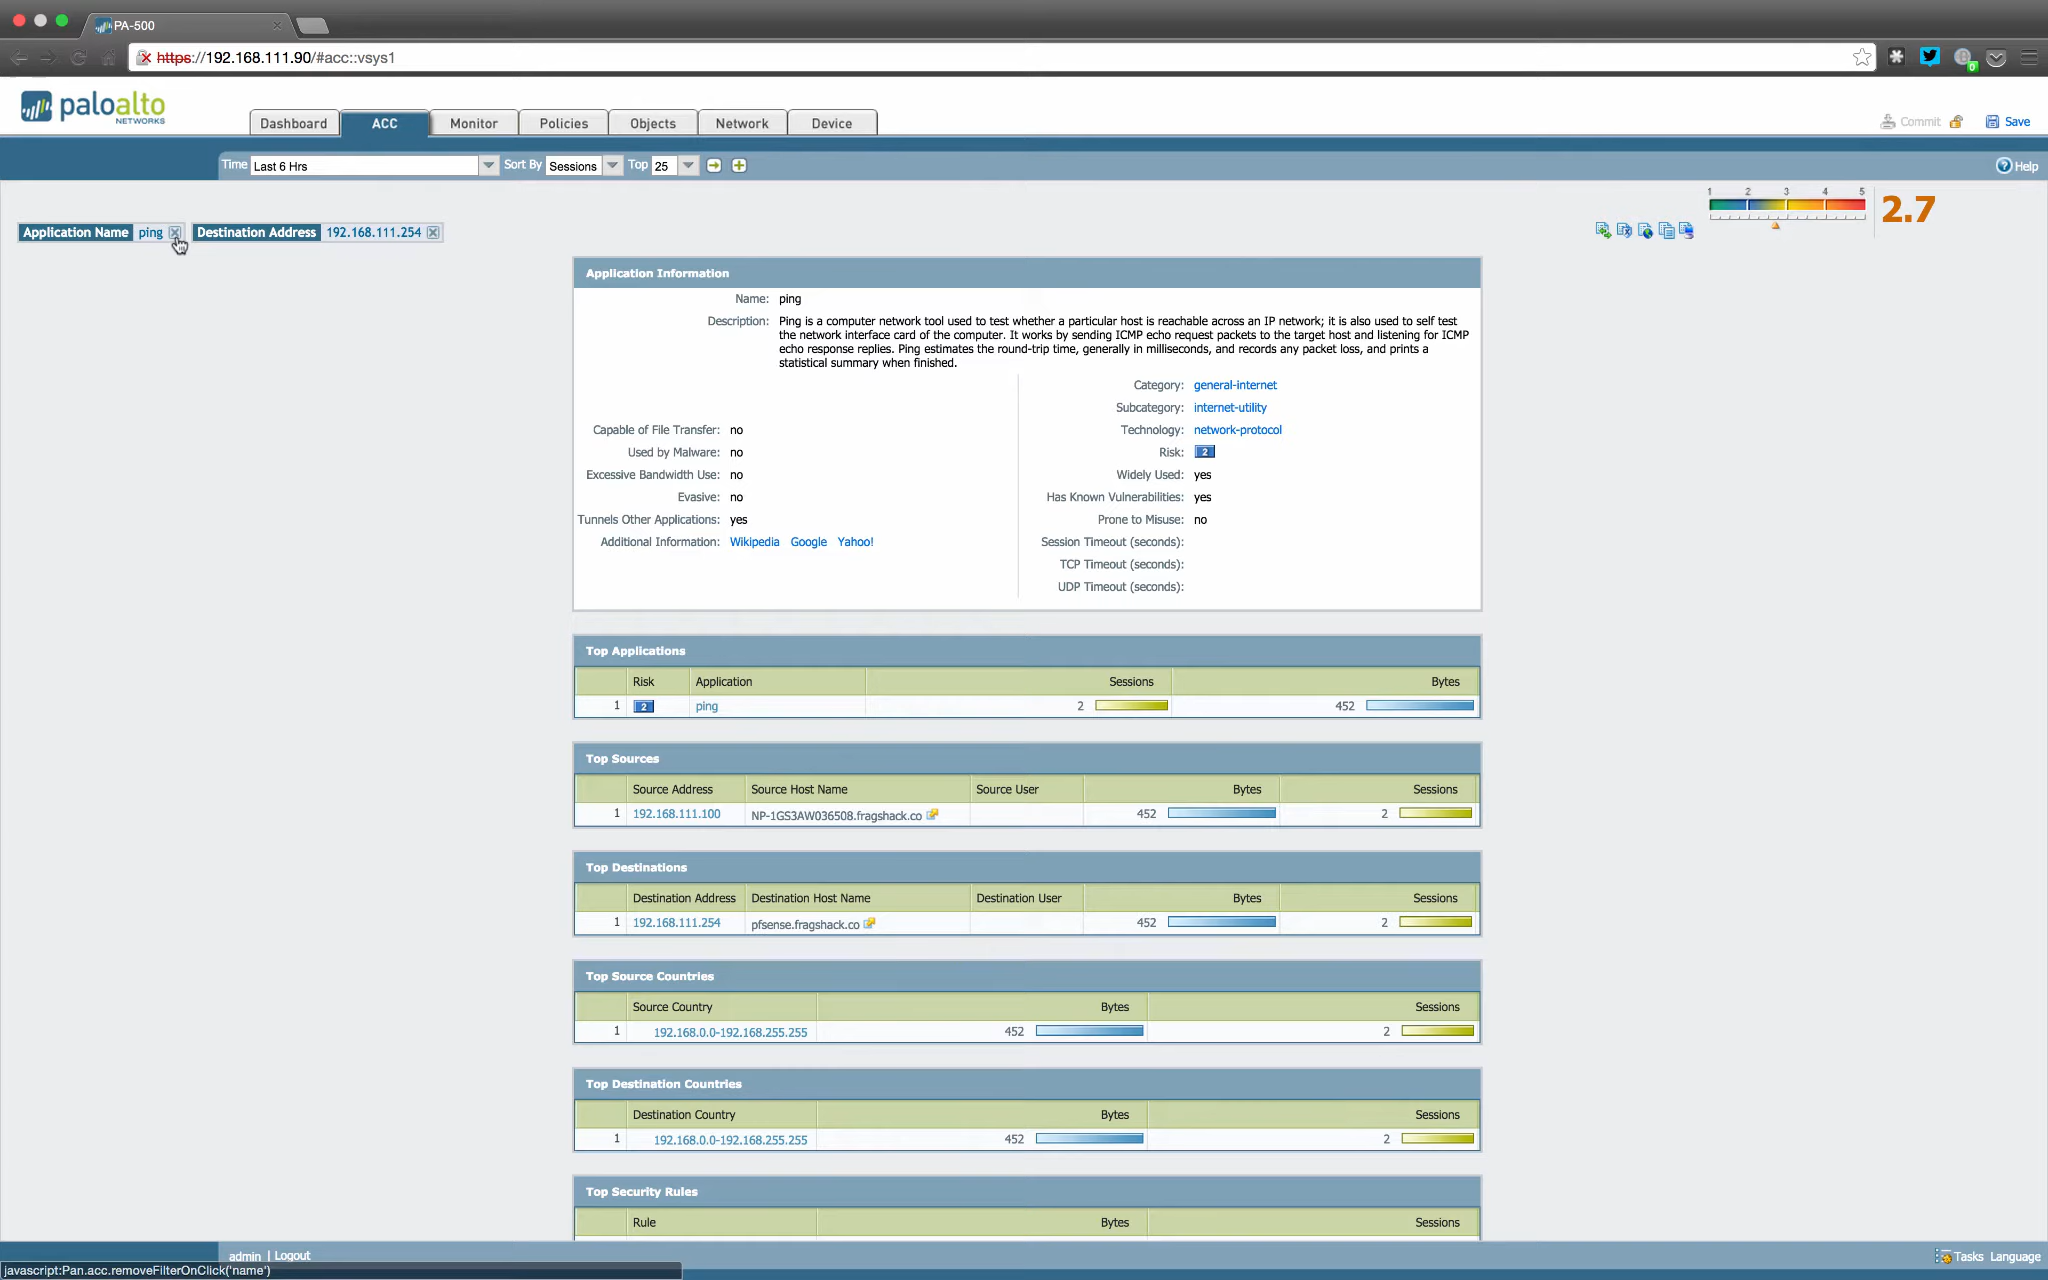 PA-500
https://192.168.111.90/#acc::vsys1
0
paloalto
NETWORKS
Dashboard ACC Monitor Policies Objects Network Device
Commit Save
Time Last 6 Hrs Sort By Sessions Top 25
Help
1 2 3 4 5
2.7
Application Name ping Destination Address 192.168.111.254
Application Information
Name: ping
Description: Ping is a computer network tool used to test whether a particular host is reachable across an IP network; it is also used to self test
the network interface card of the computer. It works by sending ICMP echo request packets to the target host and listening for ICMP
echo response replies. Ping estimates the round-trip time, generally in milliseconds, and records any packet loss, and prints a
statistical summary when finished.
Category: general-internet
Subcategory: internet-utility
Capable of File Transfer: no Technology: network-protocol
Used by Malware: no Risk: 2
Excessive Bandwidth Use: no Widely Used: yes
Evasive: no Has Known Vulnerabilities: yes
Tunnels Other Applications: yes Prone to Misuse: no
Additional Information: Wikipedia Google Yahoo! Session Timeout (seconds):
TCP Timeout (seconds):
UDP Timeout (seconds):
Top Applications
Risk Application Sessions Bytes
1 2 ping 2 452
Top Sources
Source Address Source Host Name Source User Bytes Sessions
1 192.168.111.100 NP-1GS3AW036508.fragshack.co 452 2
Top Destinations
Destination Address Destination Host Name Destination User Bytes Sessions
1 192.168.111.254 pfsense.fragshack.co 452 2
Top Source Countries
Source Country Bytes Sessions
1 192.168.0.0-192.168.255.255 452 2
Top Destination Countries
Destination Country Bytes Sessions
1 192.168.0.0-192.168.255.255 452 2
Top Security Rules
Rule Bytes Sessions
admin | Logout
Tasks Language
javascript:Pan.acc.removeFilterOnClick('name')